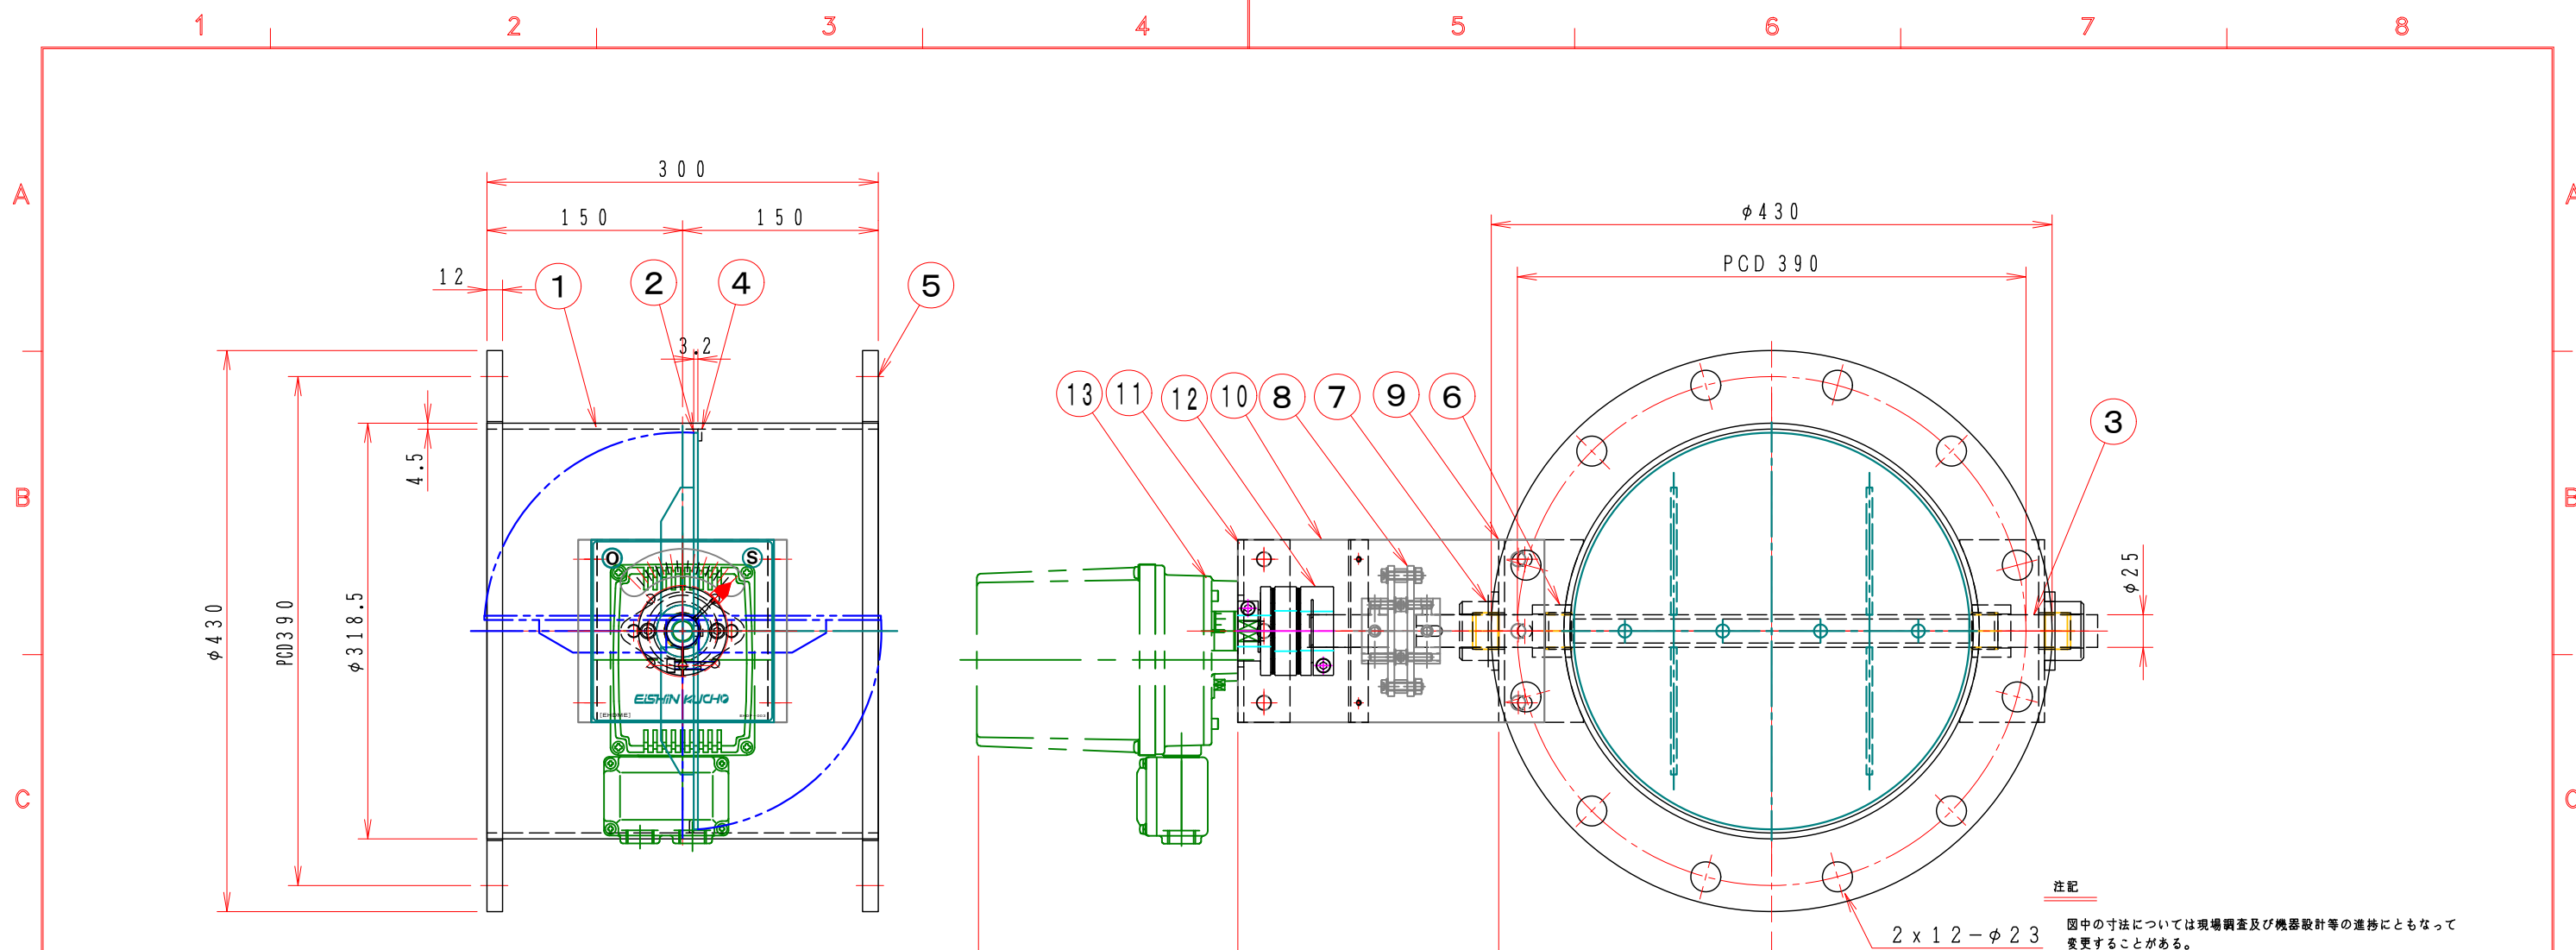 1 2 3 4 5 6 7 8
A
A
300
150 150
φ430
12
PCD 390
1 2 4 5
3.2
13 11 12 10 8 7 9 6
3
4.5
B
B
O S
φ25
φ430
PCD390
φ318.5
EISHIN KUCHO
C
C
注記
2x12-φ23
図中の寸法については現場調査及び機器設計等の進捗にともなって
変更することがある。